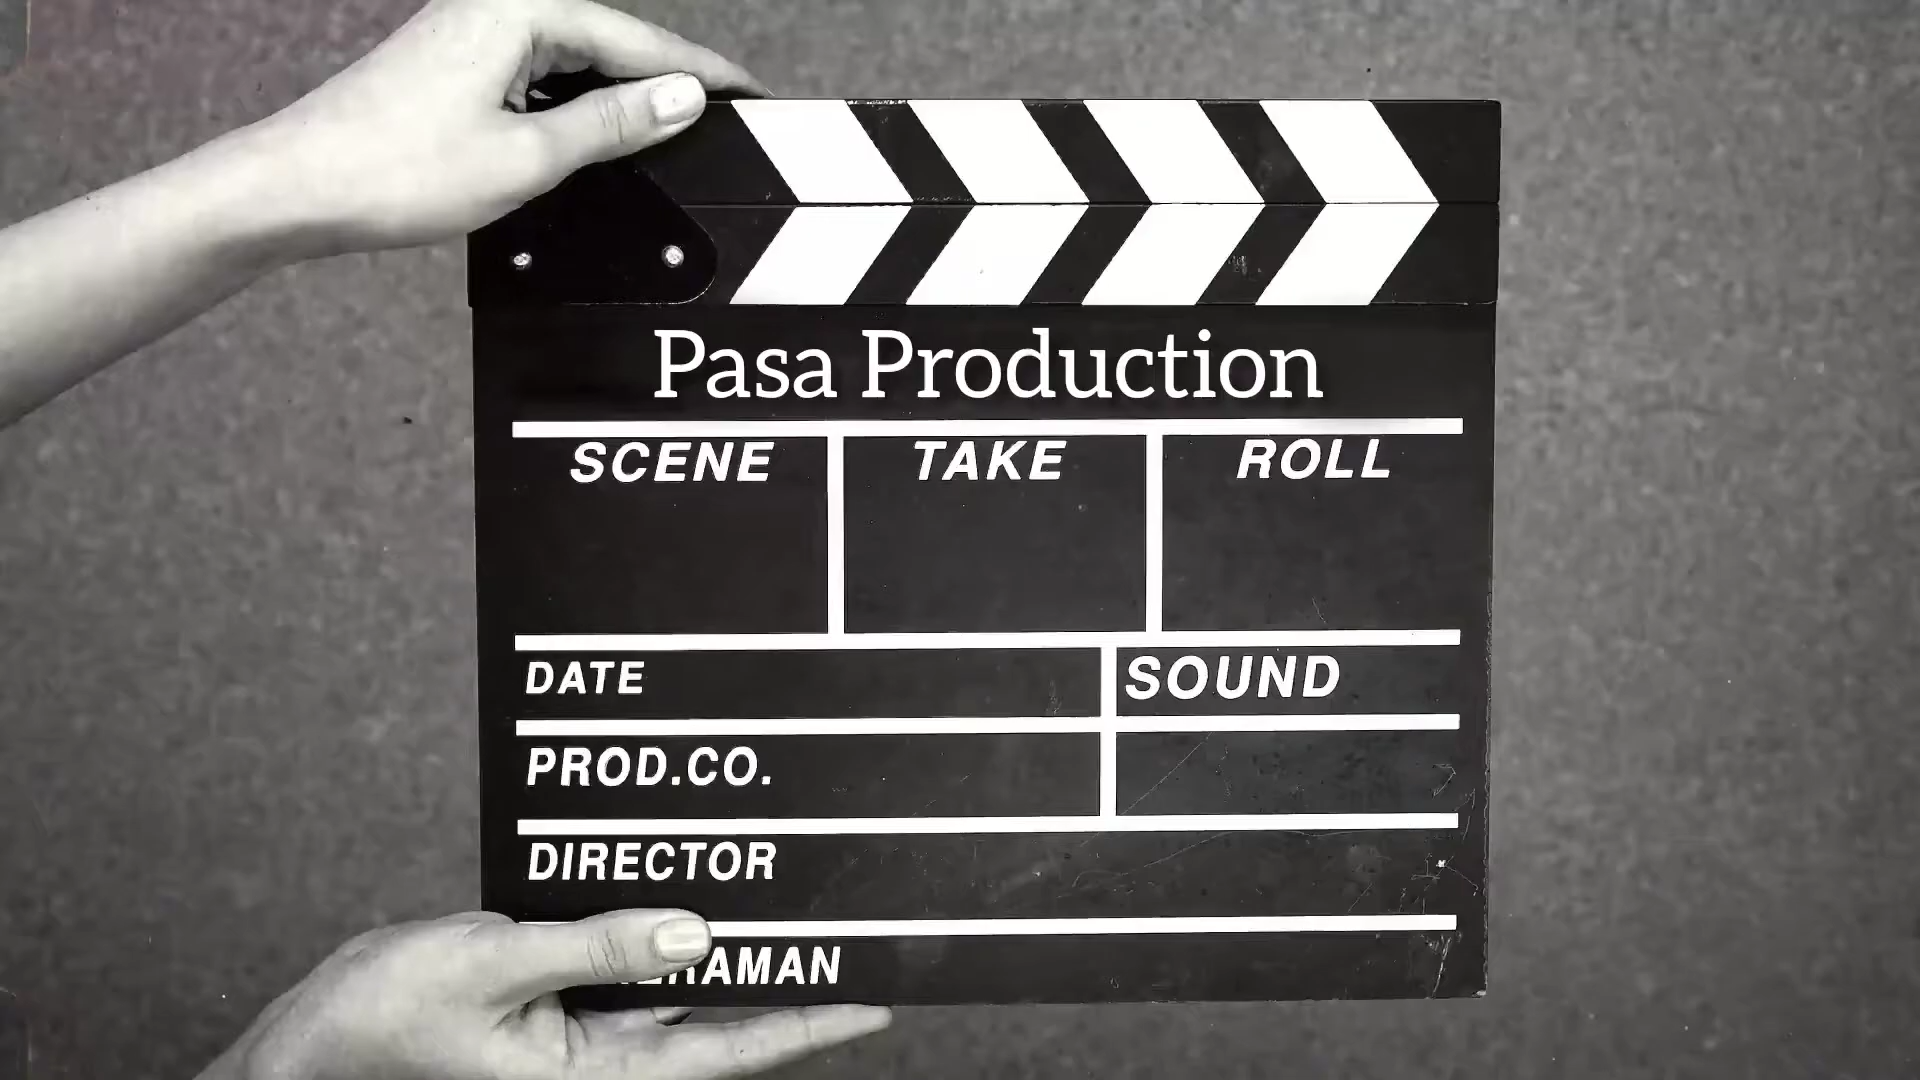 Pasa Production
SCENE TAKE ROLL
DATE SOUND
PROD.CO.
DIRECTOR